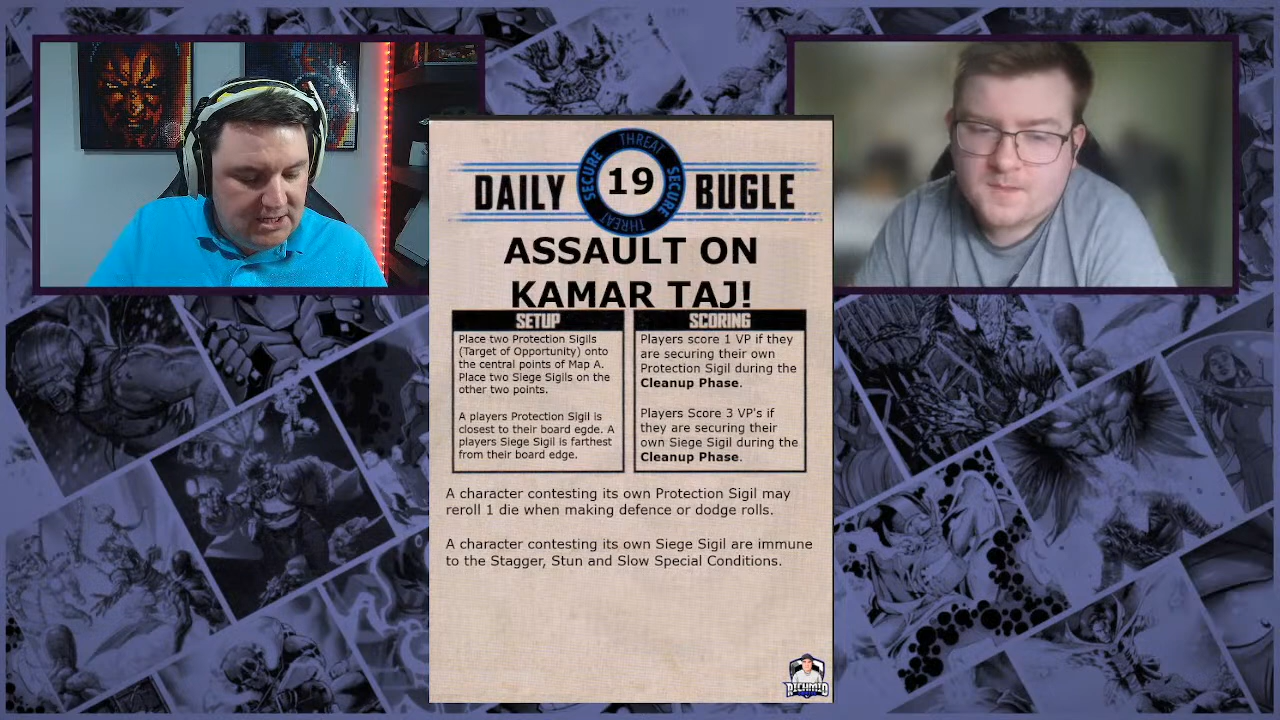 THREAT
SECURE 19 SECURE
THREAT
DAILY BUGLE
ASSAULT ON
KAMAR TAJ!
SETUP
Place two Protection Sigils
(Target of Opportunity) onto
the central points of Map A.
Place two Siege Sigils on the
other two points.
A players Protection Sigil is
closest to their board egde. A
players Siege Sigil is farthest
from their board edge.
SCORING
Players score 1 VP if they
are securing their own
Protection Sigil during the
Cleanup Phase.
Players Score 3 VP's if
they are securing their
own Siege Sigil during the
Cleanup Phase.
A character contesting its own Protection Sigil may
reroll 1 die when making defence or dodge rolls.
A character contesting its own Siege Sigil are immune
to the Stagger, Stun and Slow Special Conditions.
RICHMID